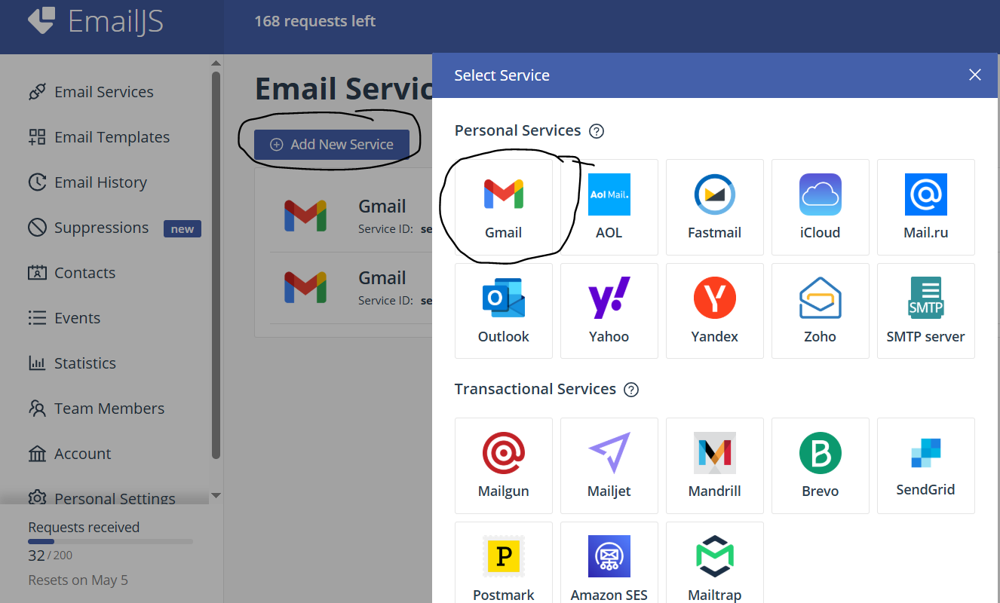 EmailJS
168 requests left
Email Services
Email Templates
Email History
Suppressions new
Contacts
Events
Statistics
Team Members
Account
Personal Settings
Requests received
32 / 200
Resets on May 5
Email Servic
Add New Service
Gmail
Service ID: se
Gmail
Service ID: se
Select Service
Personal Services ?
Gmail
Aol Mail.
AOL
Fastmail
iCloud
Mail.ru
Outlook
Yahoo
Yandex
Zoho
SMTP
SMTP server
Transactional Services ?
Mailgun
Mailjet
Mandrill
Brevo
SendGrid
Postmark
Amazon SES
Mailtrap